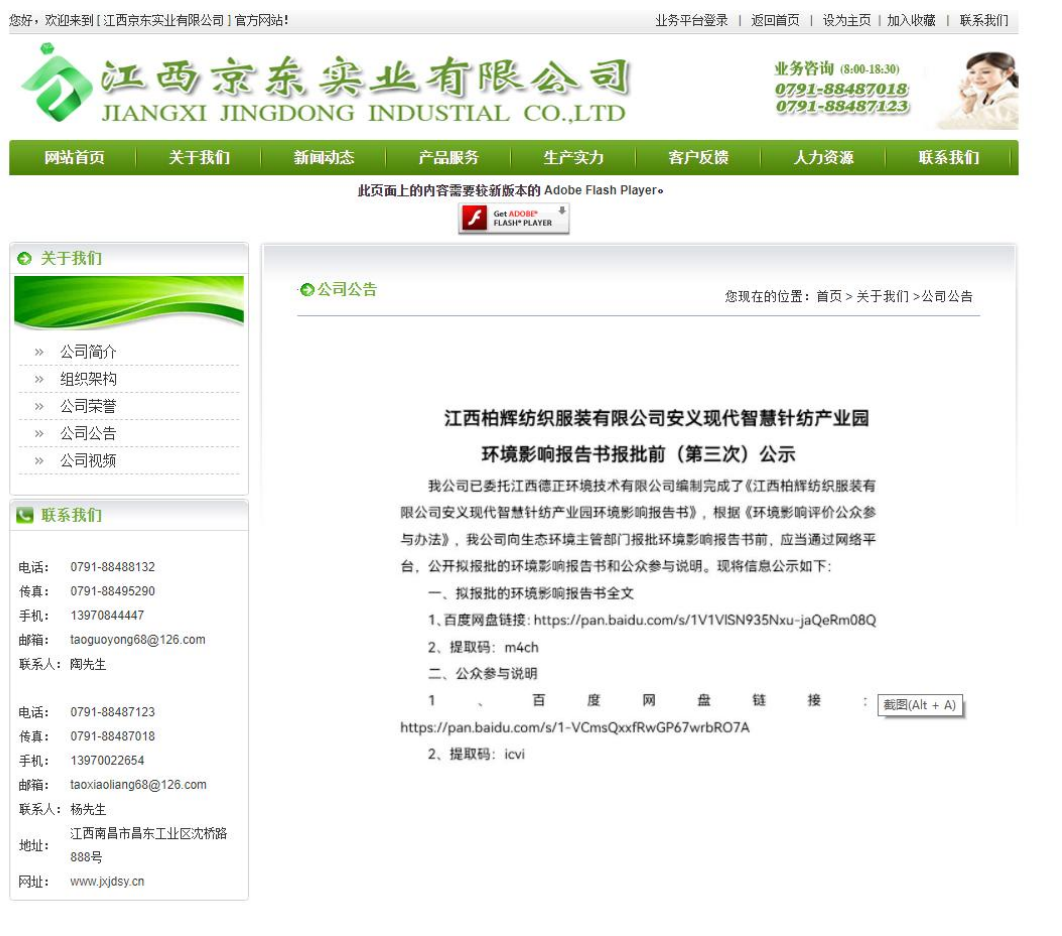 您好，欢迎来到 [ 江西京东实业有限公司 ] 官方网站！
业务平台登录 | 返回首页 | 设为主页 | 加入收藏 | 联系我们
江西京东实业有限公司
JIANGXI JINGDONG INDUSTIAL CO.,LTD
业务咨询 (8:00-18:30)
0791-88487018
0791-88487123
网站首页 关于我们 新闻动态 产品服务 生产实力 客户反馈 人力资源 联系我们
此页面上的内容需要较新版本的 Adobe Flash Player。
Get ADOBE®
FLASH® PLAYER
关于我们
公司简介
组织架构
公司荣誉
公司公告
公司视频
联系我们
电话： 0791-88488132
传真： 0791-88495290
手机： 13970844447
邮箱： taoguoyong68@126.com
联系人： 陶先生
电话： 0791-88487123
传真： 0791-88487018
手机： 13970022654
邮箱： taoxiaoliang68@126.com
联系人： 杨先生
地址： 江西南昌市昌东工业区沈桥路
888号
网址： www.jxjdsy.cn
公司公告
您现在的位置：首页 > 关于我们 >公司公告
江西柏辉纺织服装有限公司安义现代智慧针纺产业园
环境影响报告书报批前（第三次）公示
我公司已委托江西德正环境技术有限公司编制完成了《江西柏辉纺织服装有
限公司安义现代智慧针纺产业园环境影响报告书》，根据《环境影响评价公众参
与办法》，我公司向生态环境主管部门报批环境影响报告书前，应当通过网络平
台，公开拟报批的环境影响报告书和公众参与说明。现将信息公示如下：
一、拟报批的环境影响报告书全文
1、百度网盘链接：https://pan.baidu.com/s/1V1VlSN935Nxu-jaQeRm08Q
2、提取码：m4ch
二、公众参与说明
1、百度网盘链接：
https://pan.baidu.com/s/1-VCmsQxxfRwGP67wrbRO7A
2、提取码：icvi
截图(Alt + A)